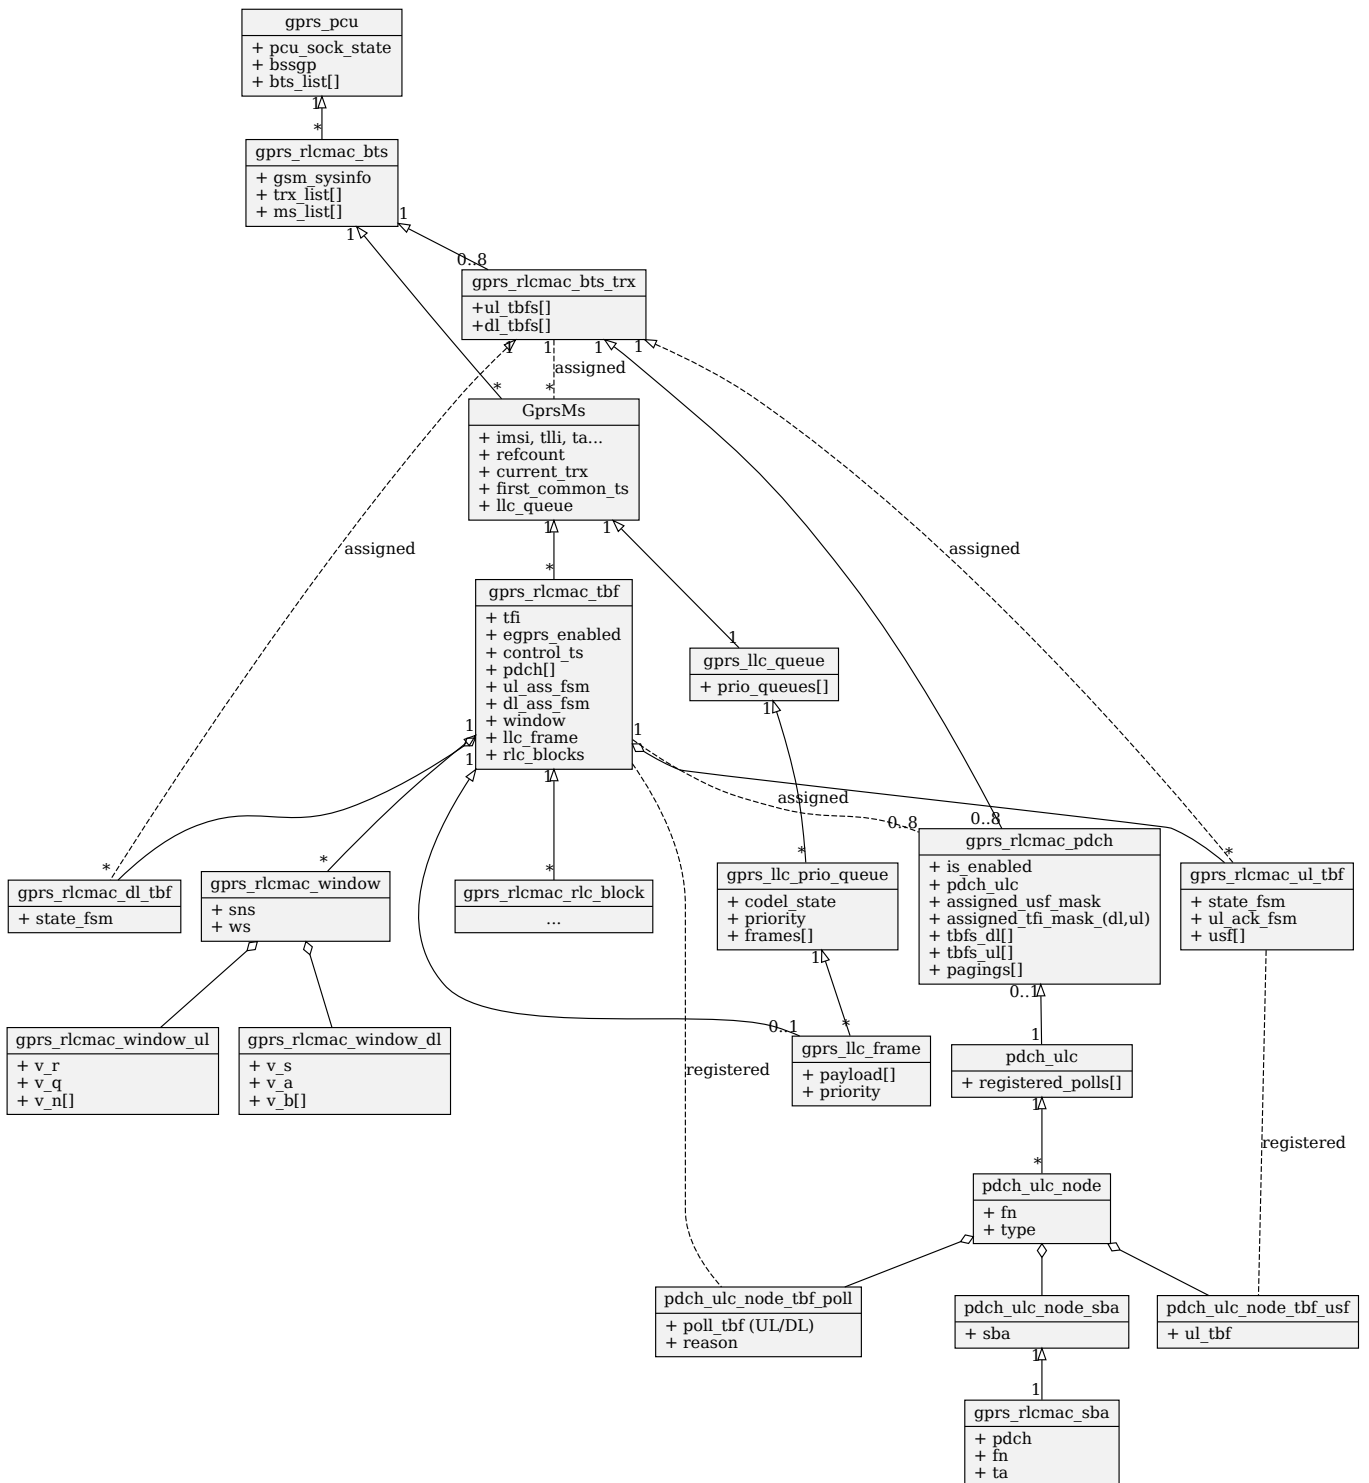 gprs_pcu
+ pcu_sock_state
+ bssgp
+ bts_list[]
1
*
gprs_rlcmac_bts
+ gsm_sysinfo
+ trx_list[]
+ ms_list[]
1
1
0..8
gprs_rlcmac_bts_trx
+ul_tbfs[]
+dl_tbfs[]
1
1
1
1
assigned
*
*
GprsMs
+ imsi, tlli, ta...
+ refcount
+ current_trx
+ first_common_ts
+ llc_queue
1
1
assigned
assigned
*
gprs_rlcmac_tbf
+ tfi
+ egprs_enabled
+ control_ts
+ pdch[]
+ ul_ass_fsm
+ dl_ass_fsm
+ window
+ llc_frame
+ rlc_blocks
1
gprs_llc_queue
+ prio_queues[]
1
1
1
1
1
assigned
0..8
0..8
*
*
*
*
*
gprs_rlcmac_dl_tbf
+ state_fsm
gprs_rlcmac_window
+ sns
+ ws
gprs_rlcmac_rlc_block
...
gprs_llc_prio_queue
+ codel_state
+ priority
+ frames[]
1
gprs_rlcmac_pdch
+ is_enabled
+ pdch_ulc
+ assigned_usf_mask
+ assigned_tfi_mask_(dl,ul)
+ tbfs_dl[]
+ tbfs_ul[]
+ pagings[]
0..1
gprs_rlcmac_ul_tbf
+ state_fsm
+ ul_ack_fsm
+ usf[]
gprs_rlcmac_window_ul
+ v_r
+ v_q
+ v_n[]
gprs_rlcmac_window_dl
+ v_s
+ v_a
+ v_b[]
0..1
*
gprs_llc_frame
+ payload[]
+ priority
registered
1
pdch_ulc
+ registered_polls[]
1
registered
*
pdch_ulc_node
+ fn
+ type
pdch_ulc_node_tbf_poll
+ poll_tbf (UL/DL)
+ reason
pdch_ulc_node_sba
+ sba
1
pdch_ulc_node_tbf_usf
+ ul_tbf
1
gprs_rlcmac_sba
+ pdch
+ fn
+ ta